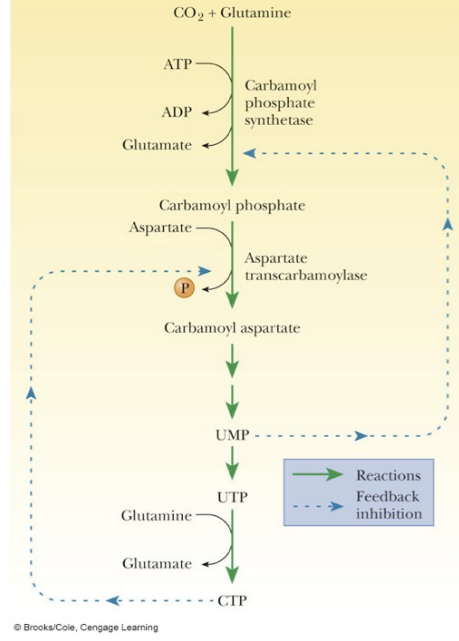 CO₂ + Glutamine
ATP
ADP
Glutamate
Carbamoyl
phosphate
synthetase
Carbamoyl phosphate
Aspartate
Aspartate
transcarbamoylase
P
Carbamoyl aspartate
UMP
Reactions
Feedback
inhibition
UTP
Glutamine
Glutamate
CTP
© Brooks/Cole, Cengage Learning